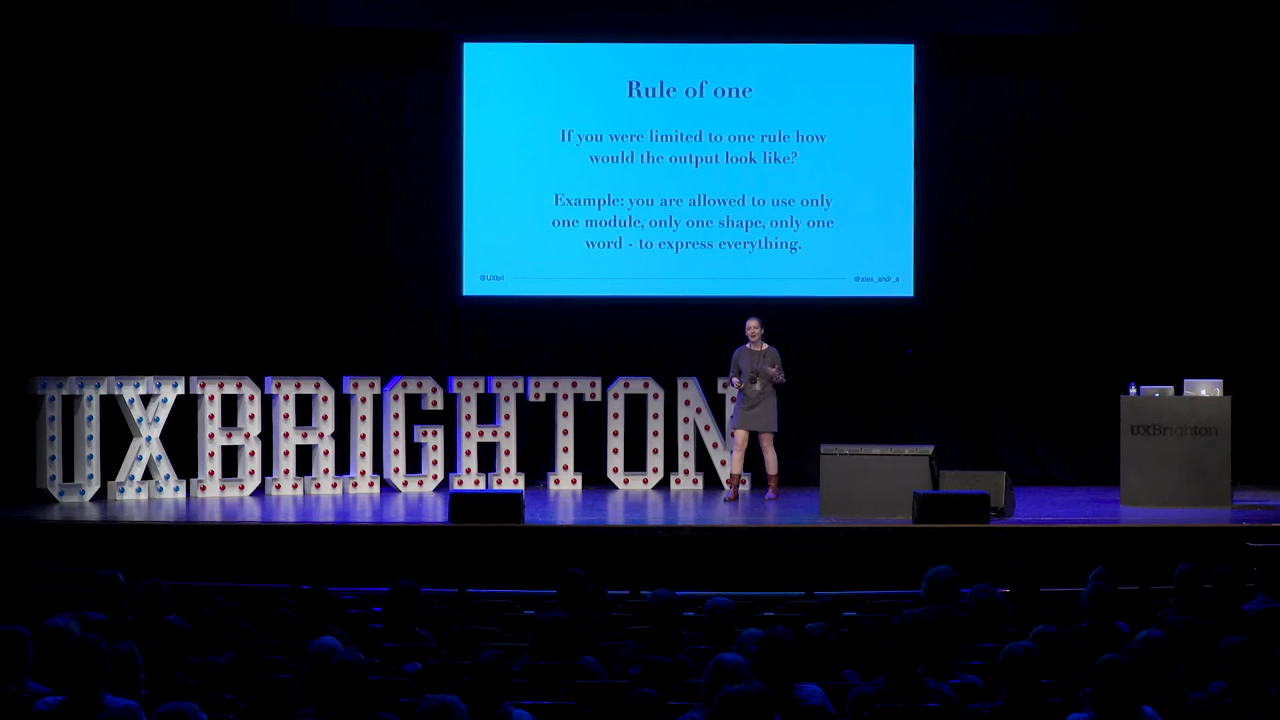 Rule of one
If you were limited to one rule how
would the output look like?
Example: you are allowed to use only
one module, only one shape, only one
word - to express everything.
@UXbri
@alex_andr_a
UXBRIGHTON
UXBrighton